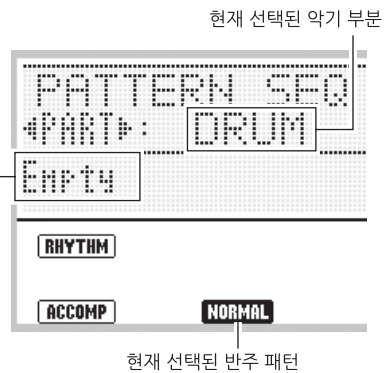 현재 선택된 악기 부분
PATTERN SEQ
◀PART▶: DRUM
Empty
RHYTHM
ACCOMP NORMAL
현재 선택된 반주 패턴